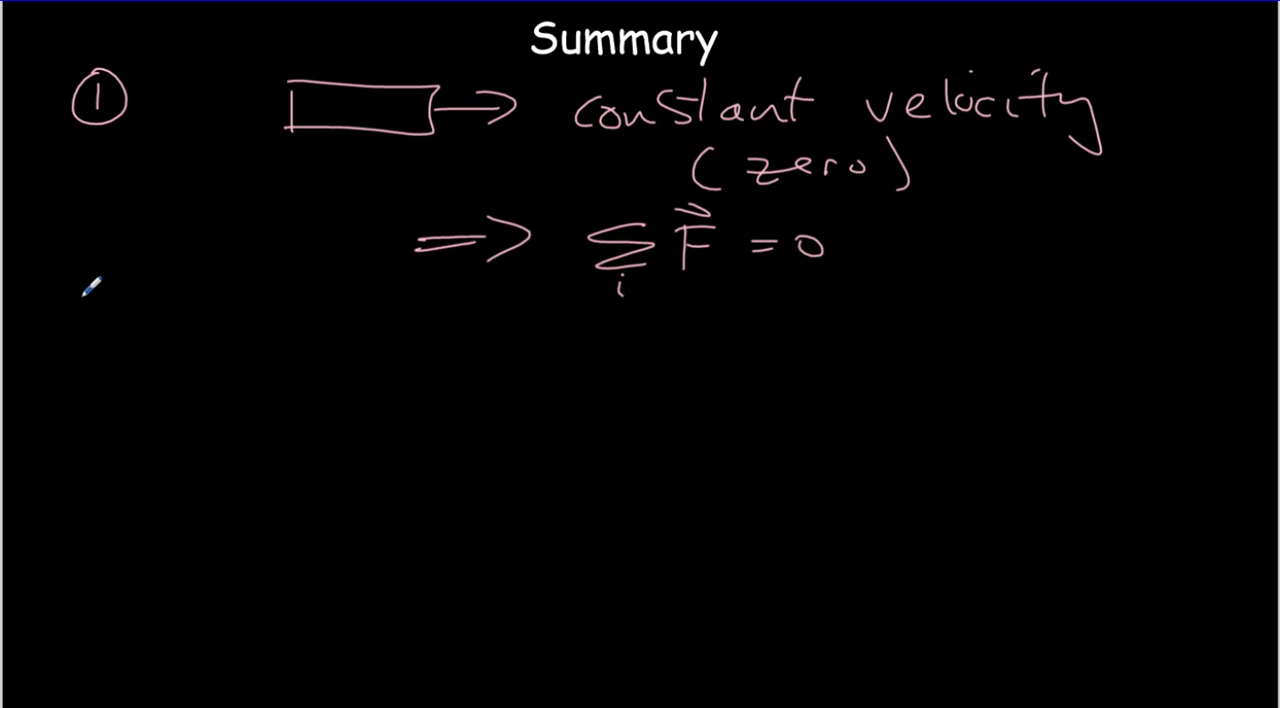 Summary
① constant velocity
(zero)
⇒ ∑ᵢ F⃗ = 0